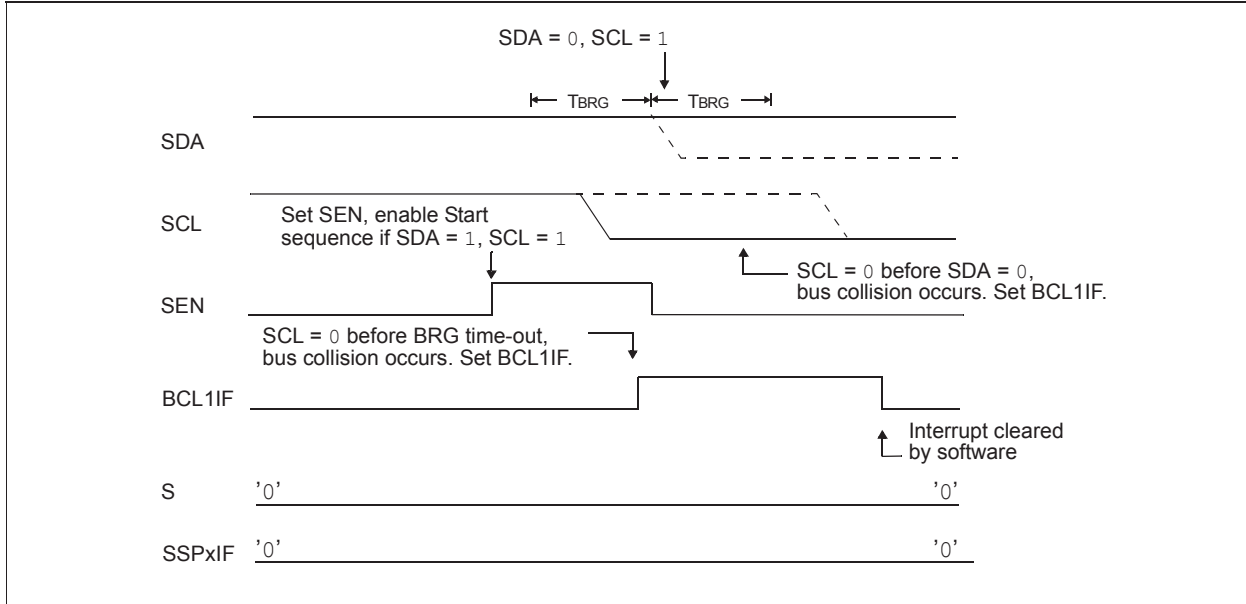 SDA = 0, SCL = 1
TBRG TBRG
SDA
SCL
Set SEN, enable Start
sequence if SDA = 1, SCL = 1
SCL = 0 before SDA = 0,
bus collision occurs. Set BCL1IF.
SEN
SCL = 0 before BRG time-out,
bus collision occurs. Set BCL1IF.
BCL1IF
Interrupt cleared
by software
S '0' '0'
SSPxIF '0' '0'